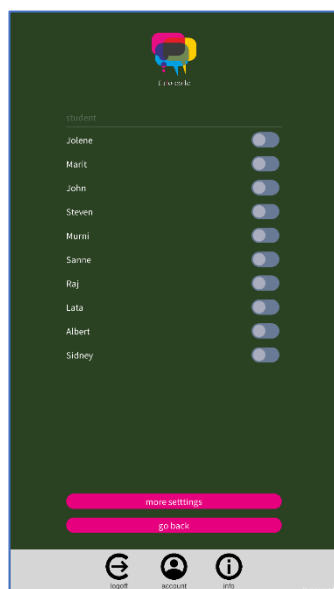 student
Jolene
Marit
John
Steven
Murni
Sanne
Raj
Lata
Albert
Sidney
more setttings
go back
logoff account info